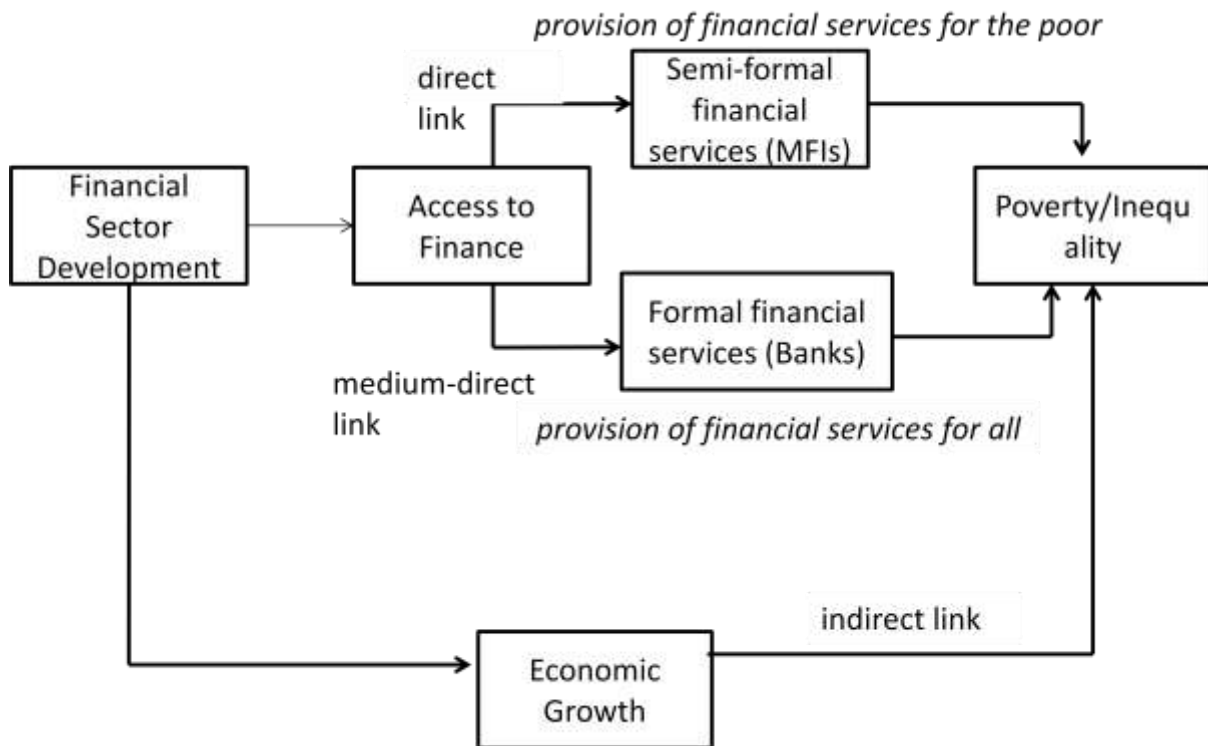 provision of financial services for the poor
direct
link
Semi-formal
financial
services (MFIs)
Financial
Sector
Development
Access to
Finance
Poverty/Inequ
ality
Formal financial
services (Banks)
medium-direct
link
provision of financial services for all
indirect link
Economic
Growth